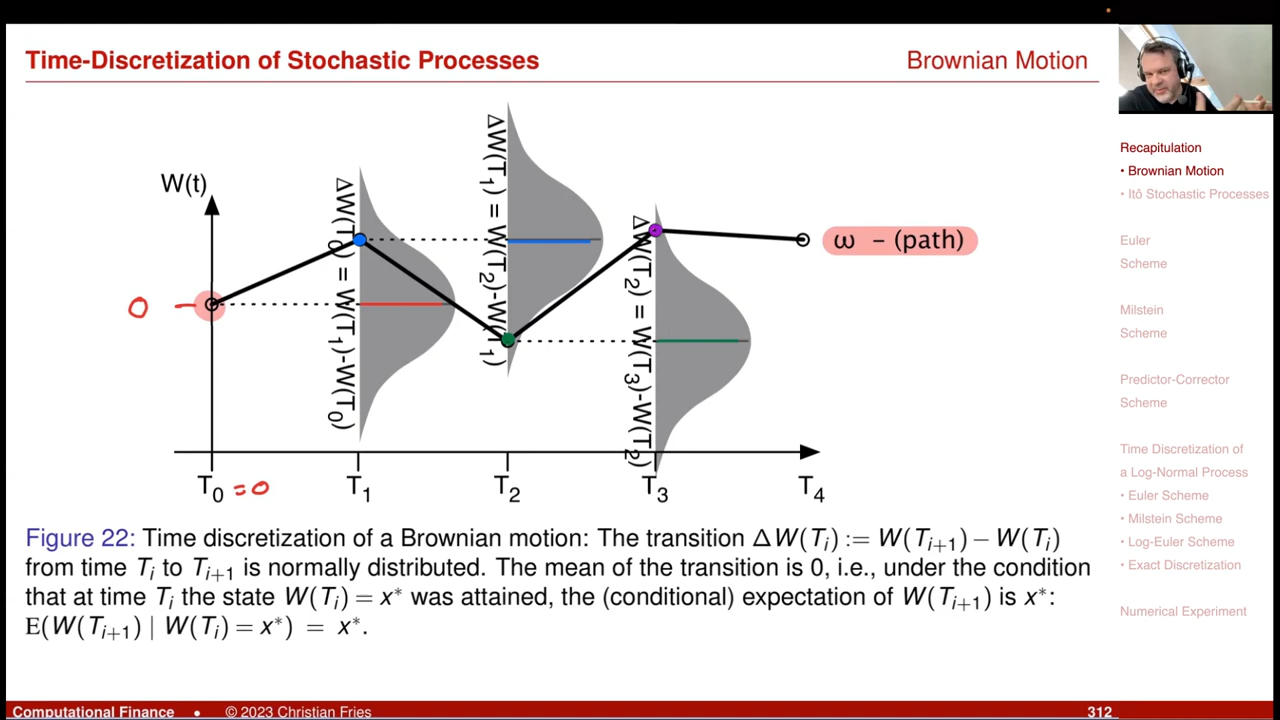 Time-Discretization of Stochastic Processes
Brownian Motion
W(t)
ΔW(T₀) = W(T₁)-W(T₀)
ΔW(T₁) = W(T₂)-W(T₁)
ΔW(T₂) = W(T₃)-W(T₂)
ω – (path)
0
T₀ =0
T₁
T₂
T₃
T₄
Figure 22: Time discretization of a Brownian motion: The transition ΔW(Tᵢ) := W(Tᵢ₊₁) − W(Tᵢ)
from time Tᵢ to Tᵢ₊₁ is normally distributed. The mean of the transition is 0, i.e., under the condition
that at time Tᵢ the state W(Tᵢ) = x* was attained, the (conditional) expectation of W(Tᵢ₊₁) is x*:
E(W(Tᵢ₊₁) | W(Tᵢ) = x*) = x*.
Recapitulation
• Brownian Motion
• Itô Stochastic Processes
Euler
Scheme
Milstein
Scheme
Predictor-Corrector
Scheme
Time Discretization of
a Log-Normal Process
• Euler Scheme
• Milstein Scheme
• Log-Euler Scheme
• Exact Discretization
Numerical Experiment
Computational Finance • © 2023 Christian Fries
312